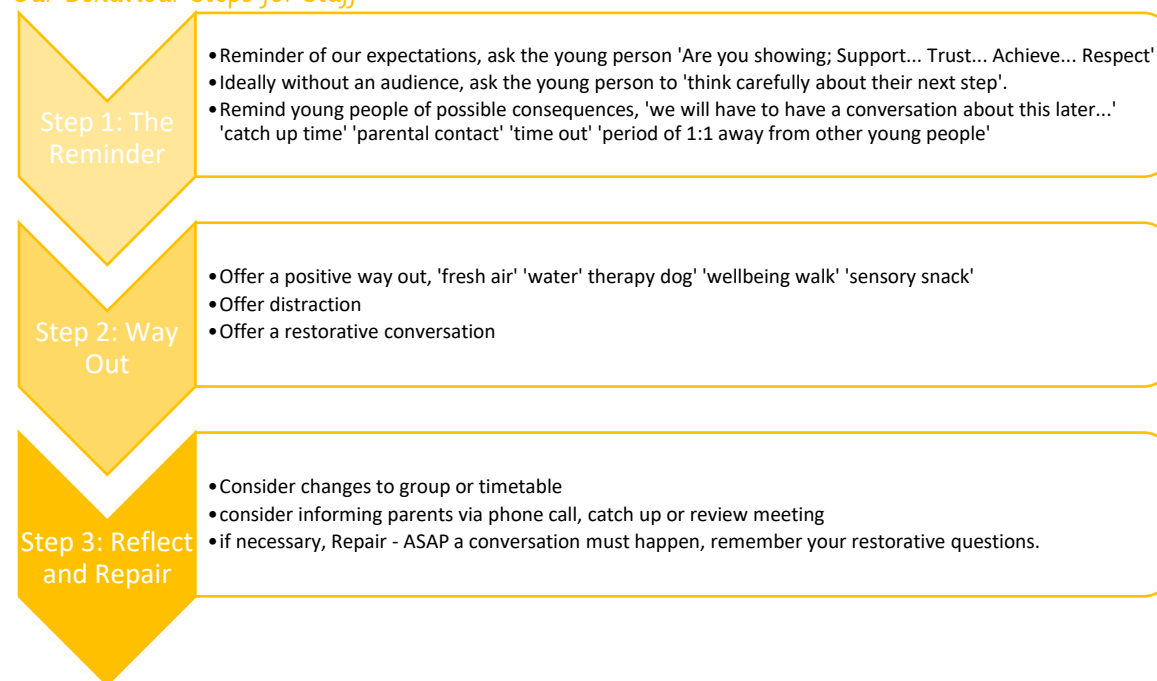 Our Behaviour Steps for Staff
Step 1: The
Reminder
•Reminder of our expectations, ask the young person 'Are you showing; Support... Trust... Achieve... Respect'
•Ideally without an audience, ask the young person to 'think carefully about their next step'.
•Remind young people of possible consequences, 'we will have to have a conversation about this later...'
'catch up time' 'parental contact' 'time out' 'period of 1:1 away from other young people'
Step 2: Way
Out
•Offer a positive way out, 'fresh air' 'water' therapy dog' 'wellbeing walk' 'sensory snack'
•Offer distraction
•Offer a restorative conversation
Step 3: Reflect
and Repair
•Consider changes to group or timetable
•consider informing parents via phone call, catch up or review meeting
•if necessary, Repair - ASAP a conversation must happen, remember your restorative questions.